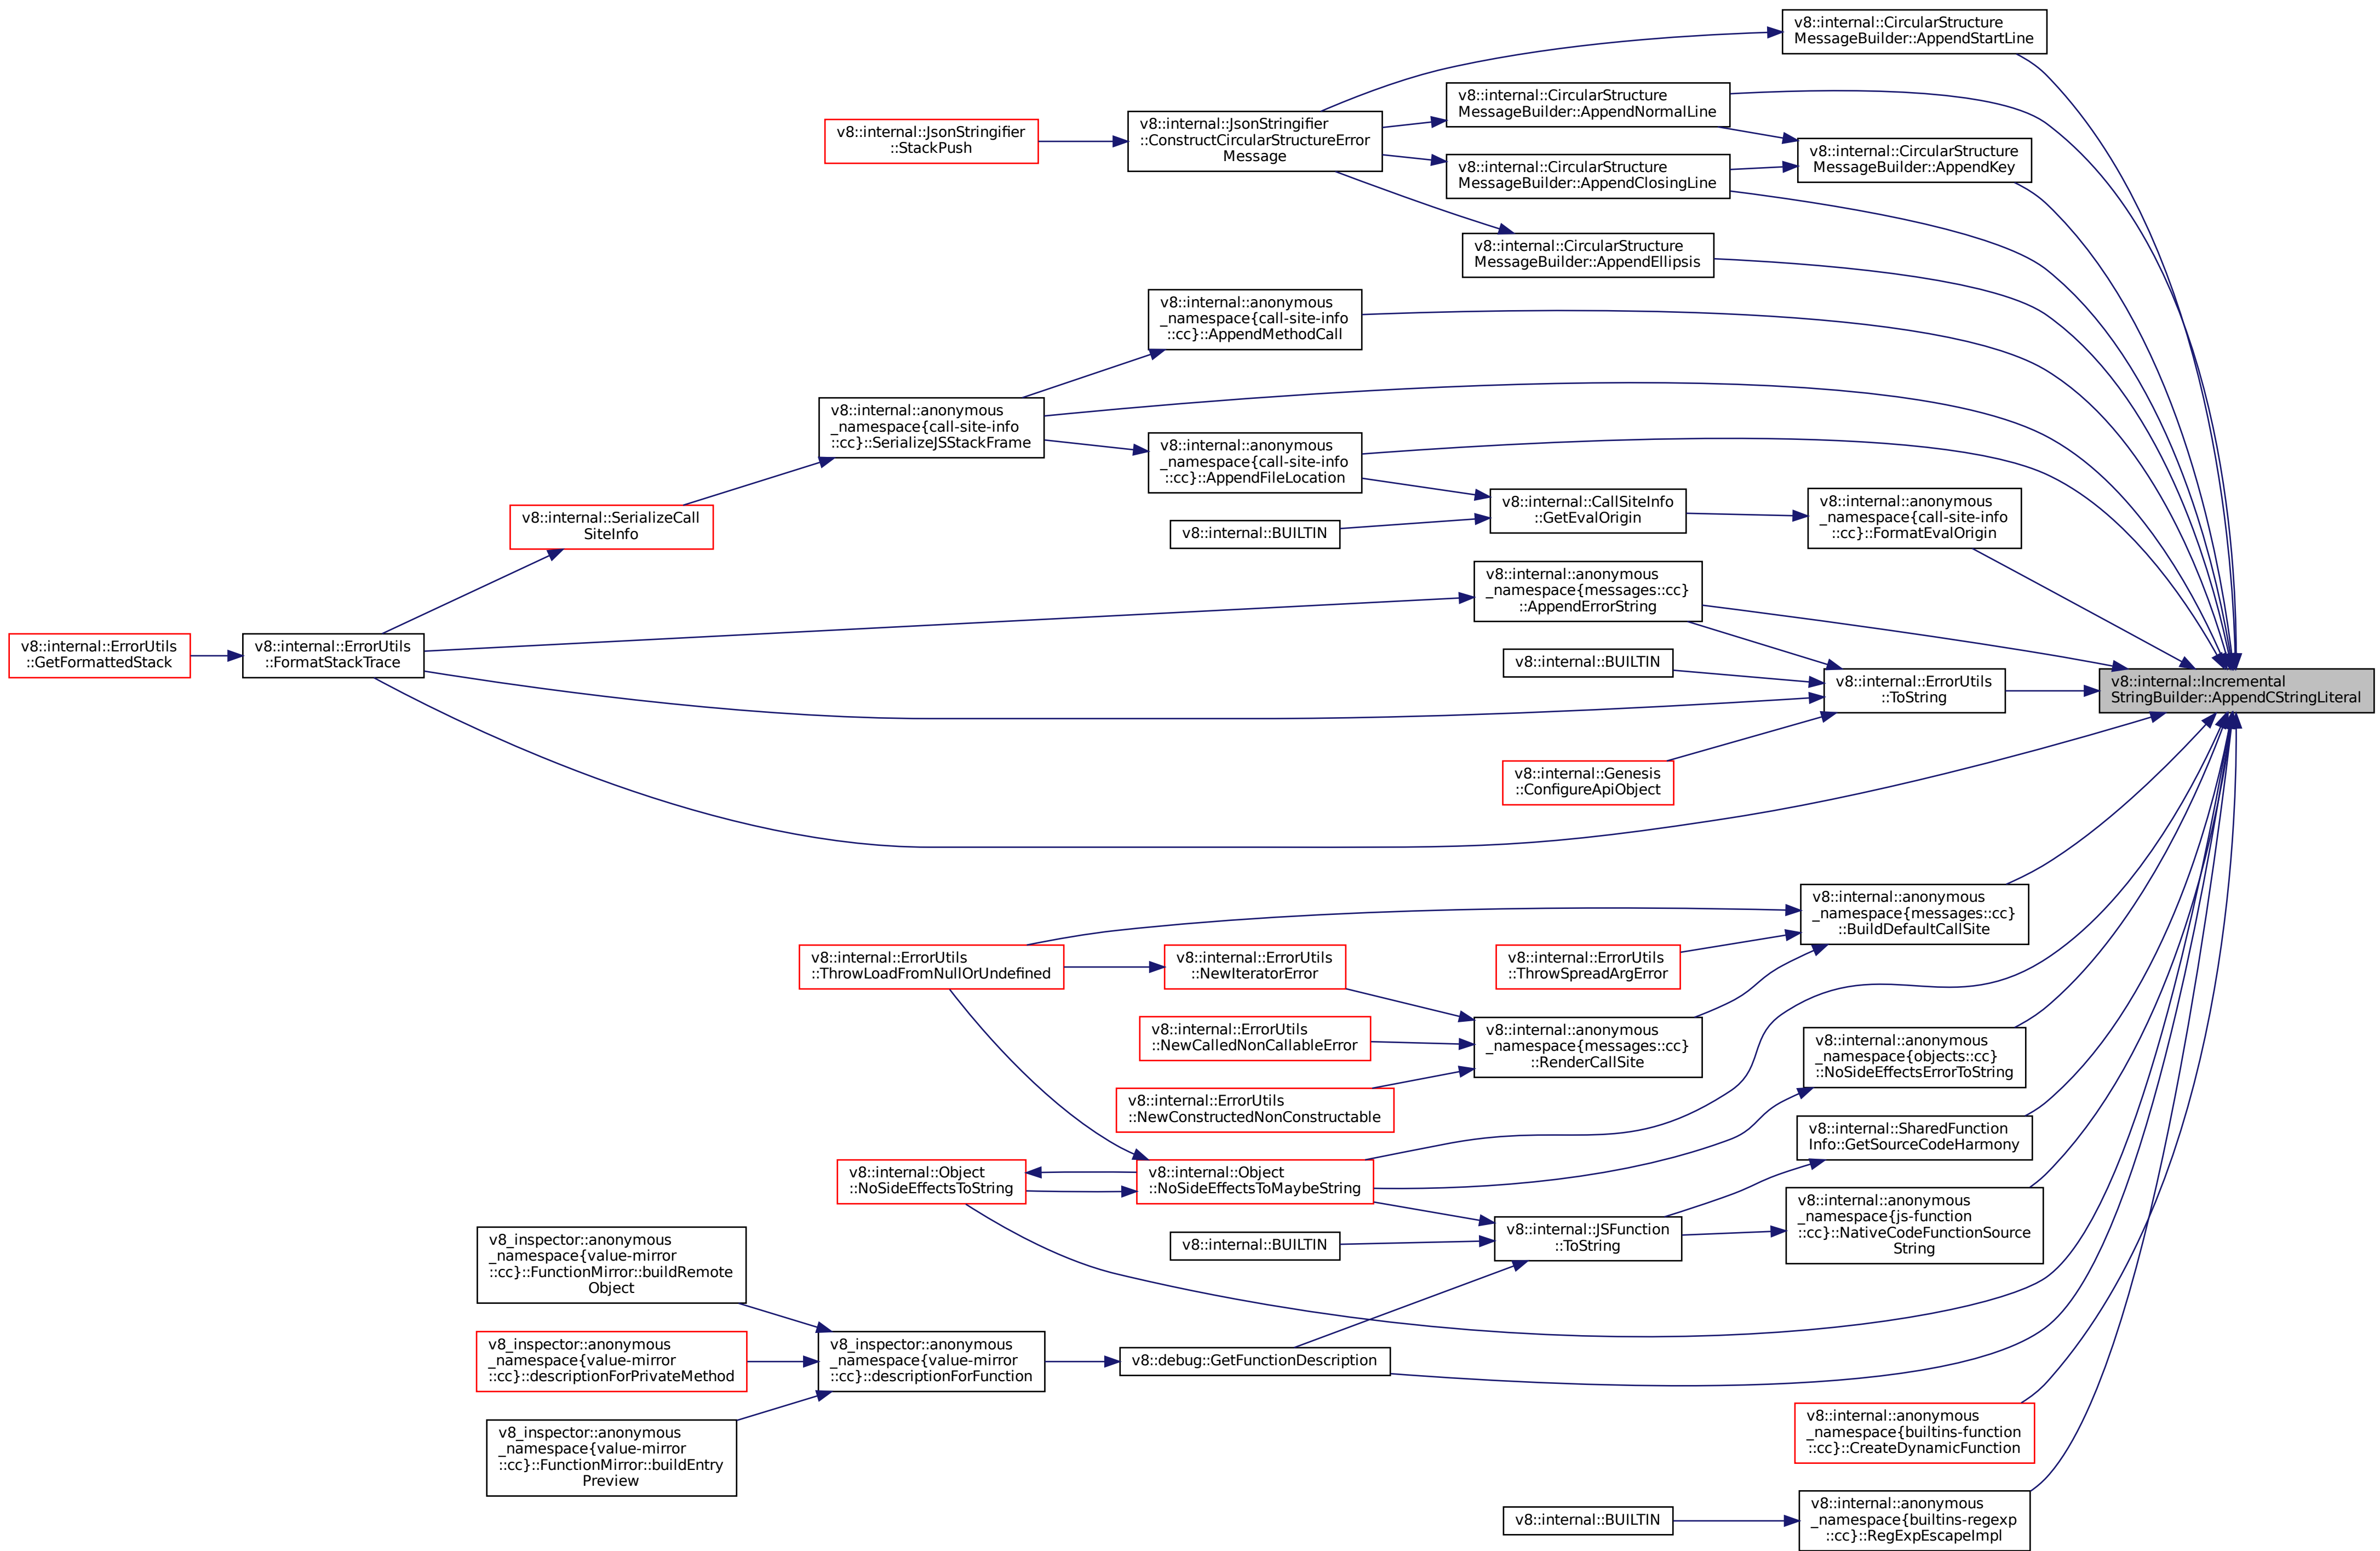 v8::internal::CircularStructure
MessageBuilder::AppendStartLine
v8::internal::CircularStructure
MessageBuilder::AppendNormalLine
v8::internal::JsonStringifier
::ConstructCircularStructureError
Message
v8::internal::JsonStringifier
::StackPush
v8::internal::CircularStructure
MessageBuilder::AppendKey
v8::internal::CircularStructure
MessageBuilder::AppendClosingLine
v8::internal::CircularStructure
MessageBuilder::AppendEllipsis
v8::internal::anonymous
_namespace{call-site-info
::cc}::AppendMethodCall
v8::internal::anonymous
_namespace{call-site-info
::cc}::SerializeJSStackFrame
v8::internal::anonymous
_namespace{call-site-info
::cc}::AppendFileLocation
v8::internal::CallSiteInfo
::GetEvalOrigin
v8::internal::anonymous
_namespace{call-site-info
::cc}::FormatEvalOrigin
v8::internal::SerializeCall
SiteInfo
v8::internal::BUILTIN
v8::internal::anonymous
_namespace{messages::cc}
::AppendErrorString
v8::internal::ErrorUtils
::GetFormattedStack
v8::internal::ErrorUtils
::FormatStackTrace
v8::internal::BUILTIN
v8::internal::ErrorUtils
::ToString
v8::internal::Incremental
StringBuilder::AppendCStringLiteral
v8::internal::Genesis
::ConfigureApiObject
v8::internal::anonymous
_namespace{messages::cc}
::BuildDefaultCallSite
v8::internal::ErrorUtils
::ThrowLoadFromNullOrUndefined
v8::internal::ErrorUtils
::NewIteratorError
v8::internal::ErrorUtils
::ThrowSpreadArgError
v8::internal::ErrorUtils
::NewCalledNonCallableError
v8::internal::anonymous
_namespace{messages::cc}
::RenderCallSite
v8::internal::anonymous
_namespace{objects::cc}
::NoSideEffectsErrorToString
v8::internal::ErrorUtils
::NewConstructedNonConstructable
v8::internal::SharedFunction
Info::GetSourceCodeHarmony
v8::internal::Object
::NoSideEffectsToString
v8::internal::Object
::NoSideEffectsToMaybeString
v8::internal::anonymous
_namespace{js-function
::cc}::NativeCodeFunctionSource
String
v8::internal::JSFunction
::ToString
v8::internal::BUILTIN
v8_inspector::anonymous
_namespace{value-mirror
::cc}::FunctionMirror::buildRemote
Object
v8_inspector::anonymous
_namespace{value-mirror
::cc}::descriptionForPrivateMethod
v8_inspector::anonymous
_namespace{value-mirror
::cc}::descriptionForFunction
v8::debug::GetFunctionDescription
v8::internal::anonymous
_namespace{builtins-function
::cc}::CreateDynamicFunction
v8_inspector::anonymous
_namespace{value-mirror
::cc}::FunctionMirror::buildEntry
Preview
v8::internal::BUILTIN
v8::internal::anonymous
_namespace{builtins-regexp
::cc}::RegExpEscapeImpl